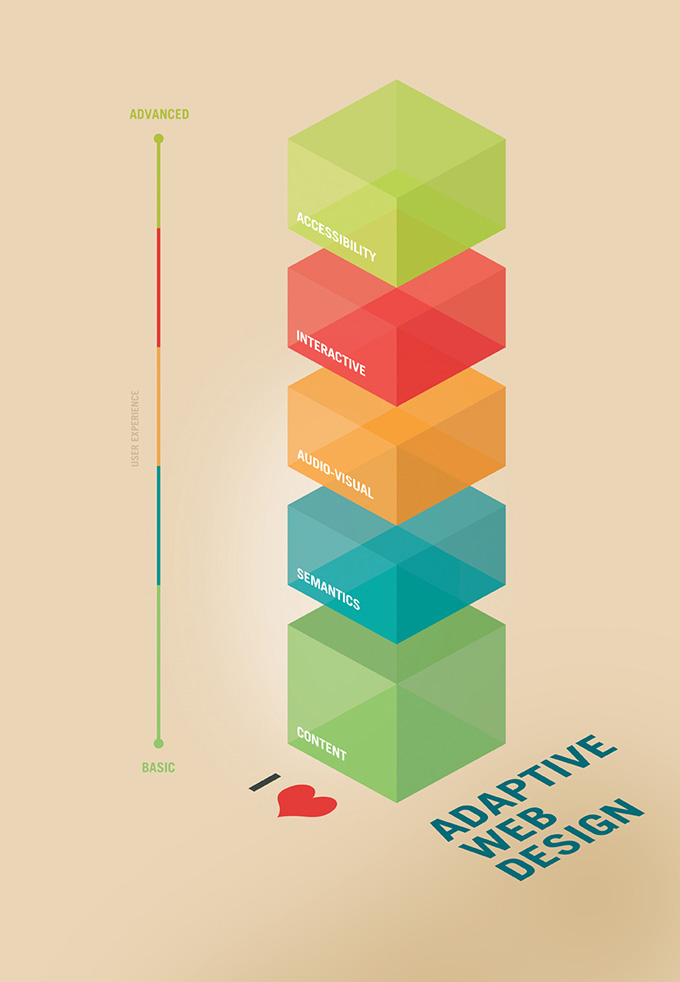 ADVANCED
ACCESSIBILITY
INTERACTIVE
USER EXPERIENCE
AUDIO-VISUAL
SEMANTICS
CONTENT
BASIC
I
ADAPTIVE
WEB
DESIGN